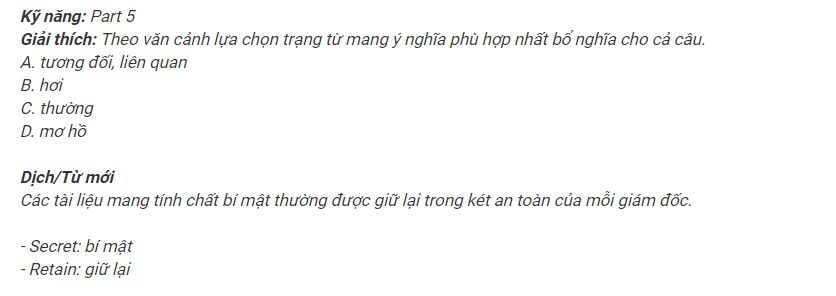 Kỹ năng: Part 5
Giải thích: Theo văn cảnh lựa chọn trạng từ mang ý nghĩa phù hợp nhất bổ nghĩa cho cả câu.
A. tương đối, liên quan
B. hơi
C. thường
D. mơ hồ
Dịch/Từ mới
Các tài liệu mang tính chất bí mật thường được giữ lại trong két an toàn của mỗi giám đốc.
- Secret: bí mật
- Retain: giữ lại